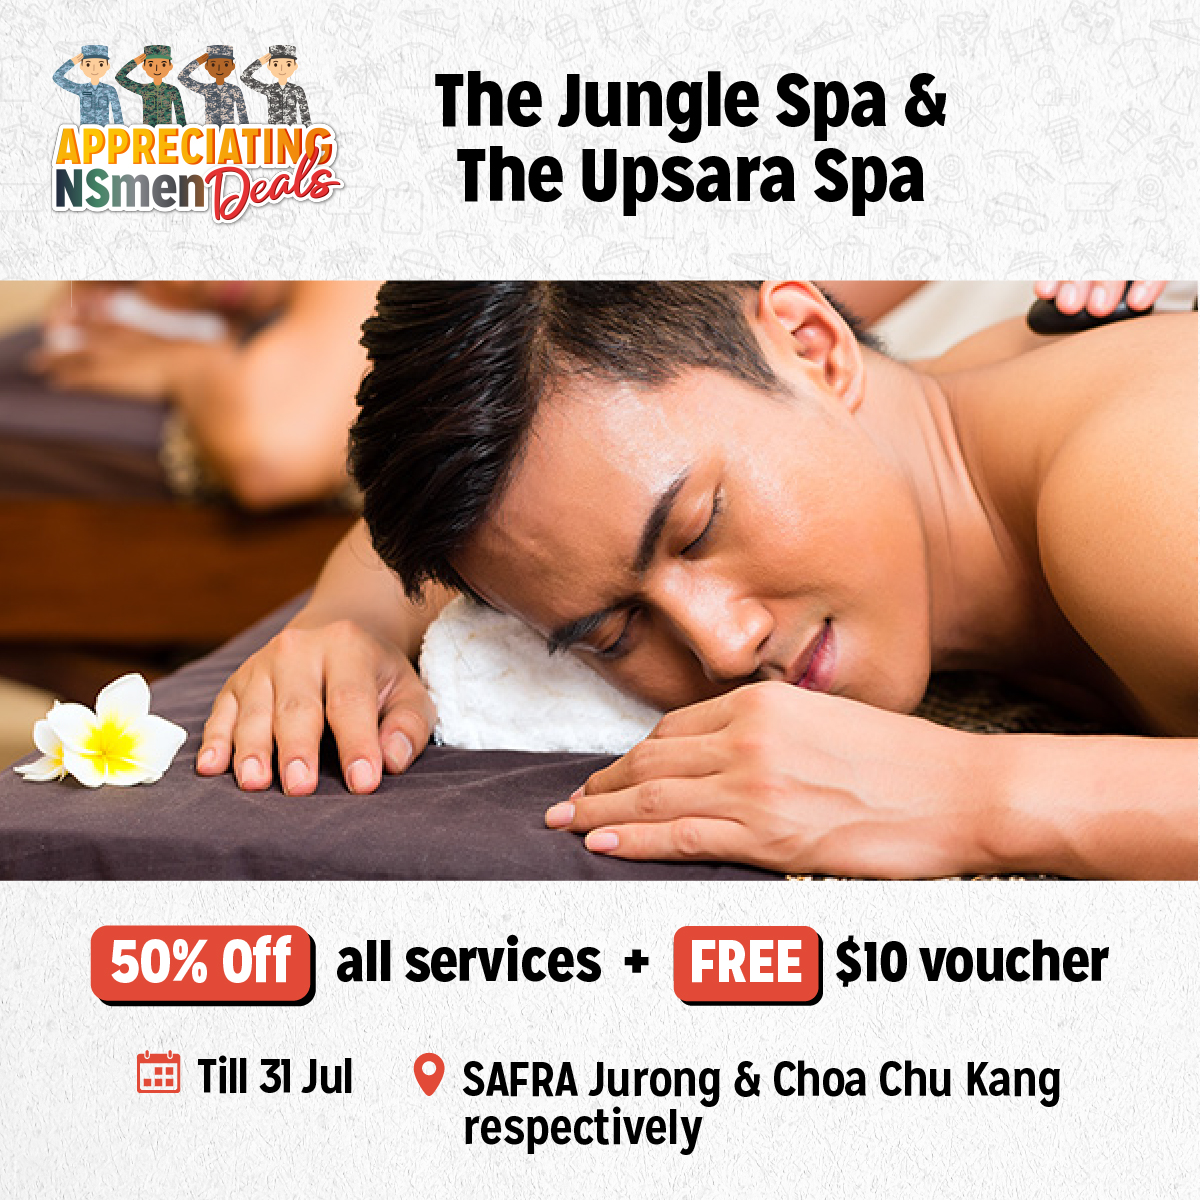 APPRECIATING
NSmen Deals
The Jungle Spa &
The Upsara Spa
50% Off all services + FREE $10 voucher
Till 31 Jul
SAFRA Jurong & Choa Chu Kang
respectively